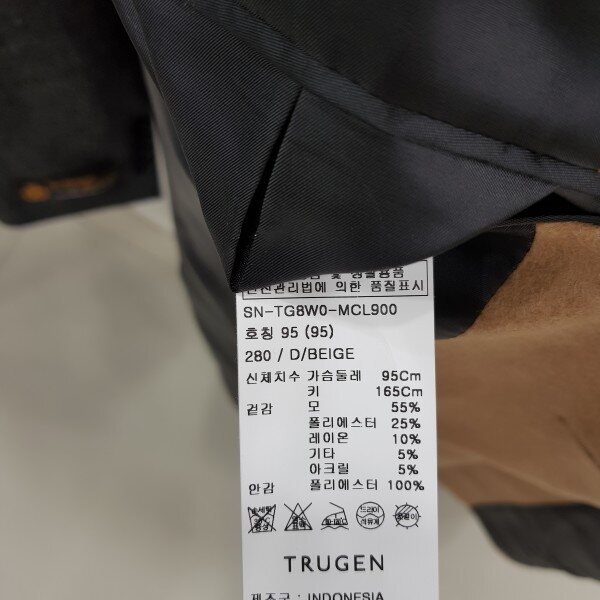 안전관리법에 의한 품질표시
SN-TG8W0-MCL900
호칭 95 (95)
280 / D/BEIGE
신체치수 가슴둘레 95Cm
키 165Cm
겉감 모 55%
폴리에스터 25%
레이온 10%
기타 5%
아크릴 5%
안감 폴리에스터 100%
드라이
TRUGEN
제조국 : INDONESIA